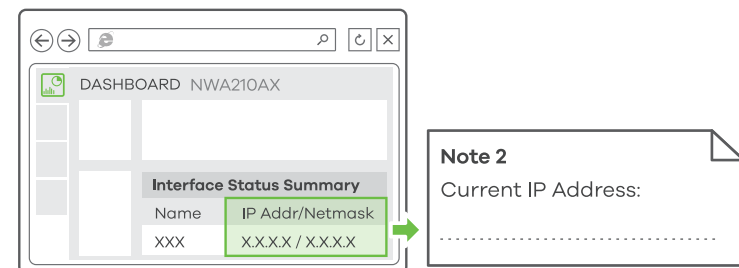 DASHBOARD NWA210AX
Interface Status Summary
Name IP Addr/Netmask
XXX X.X.X.X / X.X.X.X
Note 2
Current IP Address: